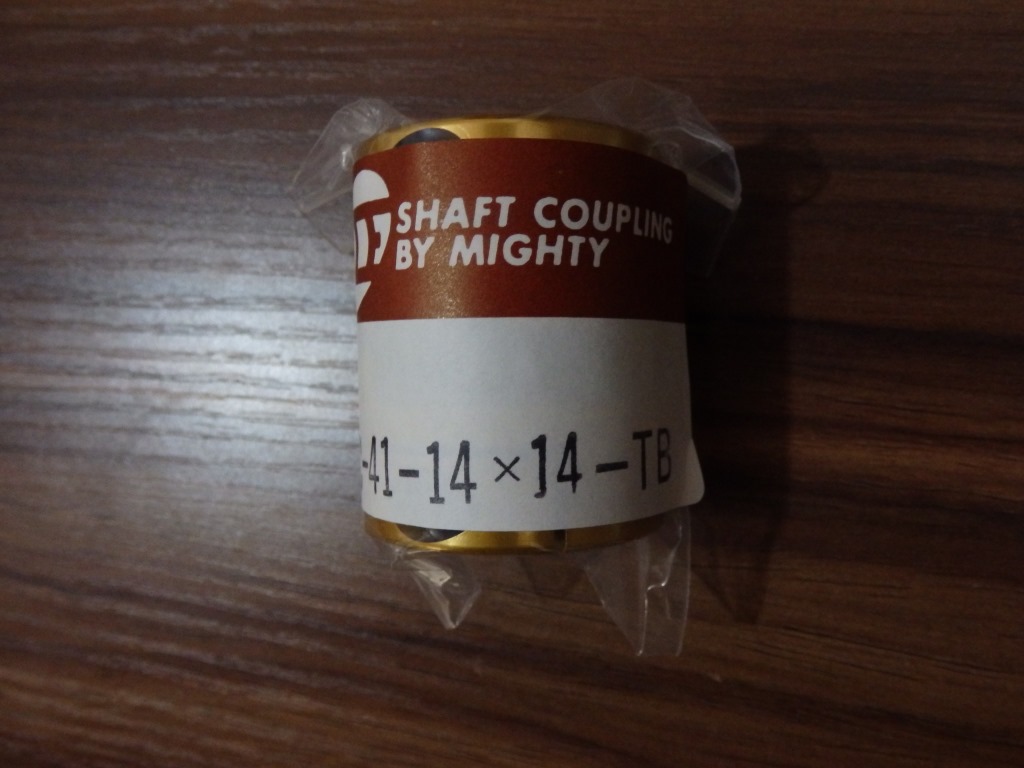 SHAFT COUPLING
BY MIGHTY
-41-14×14-TB